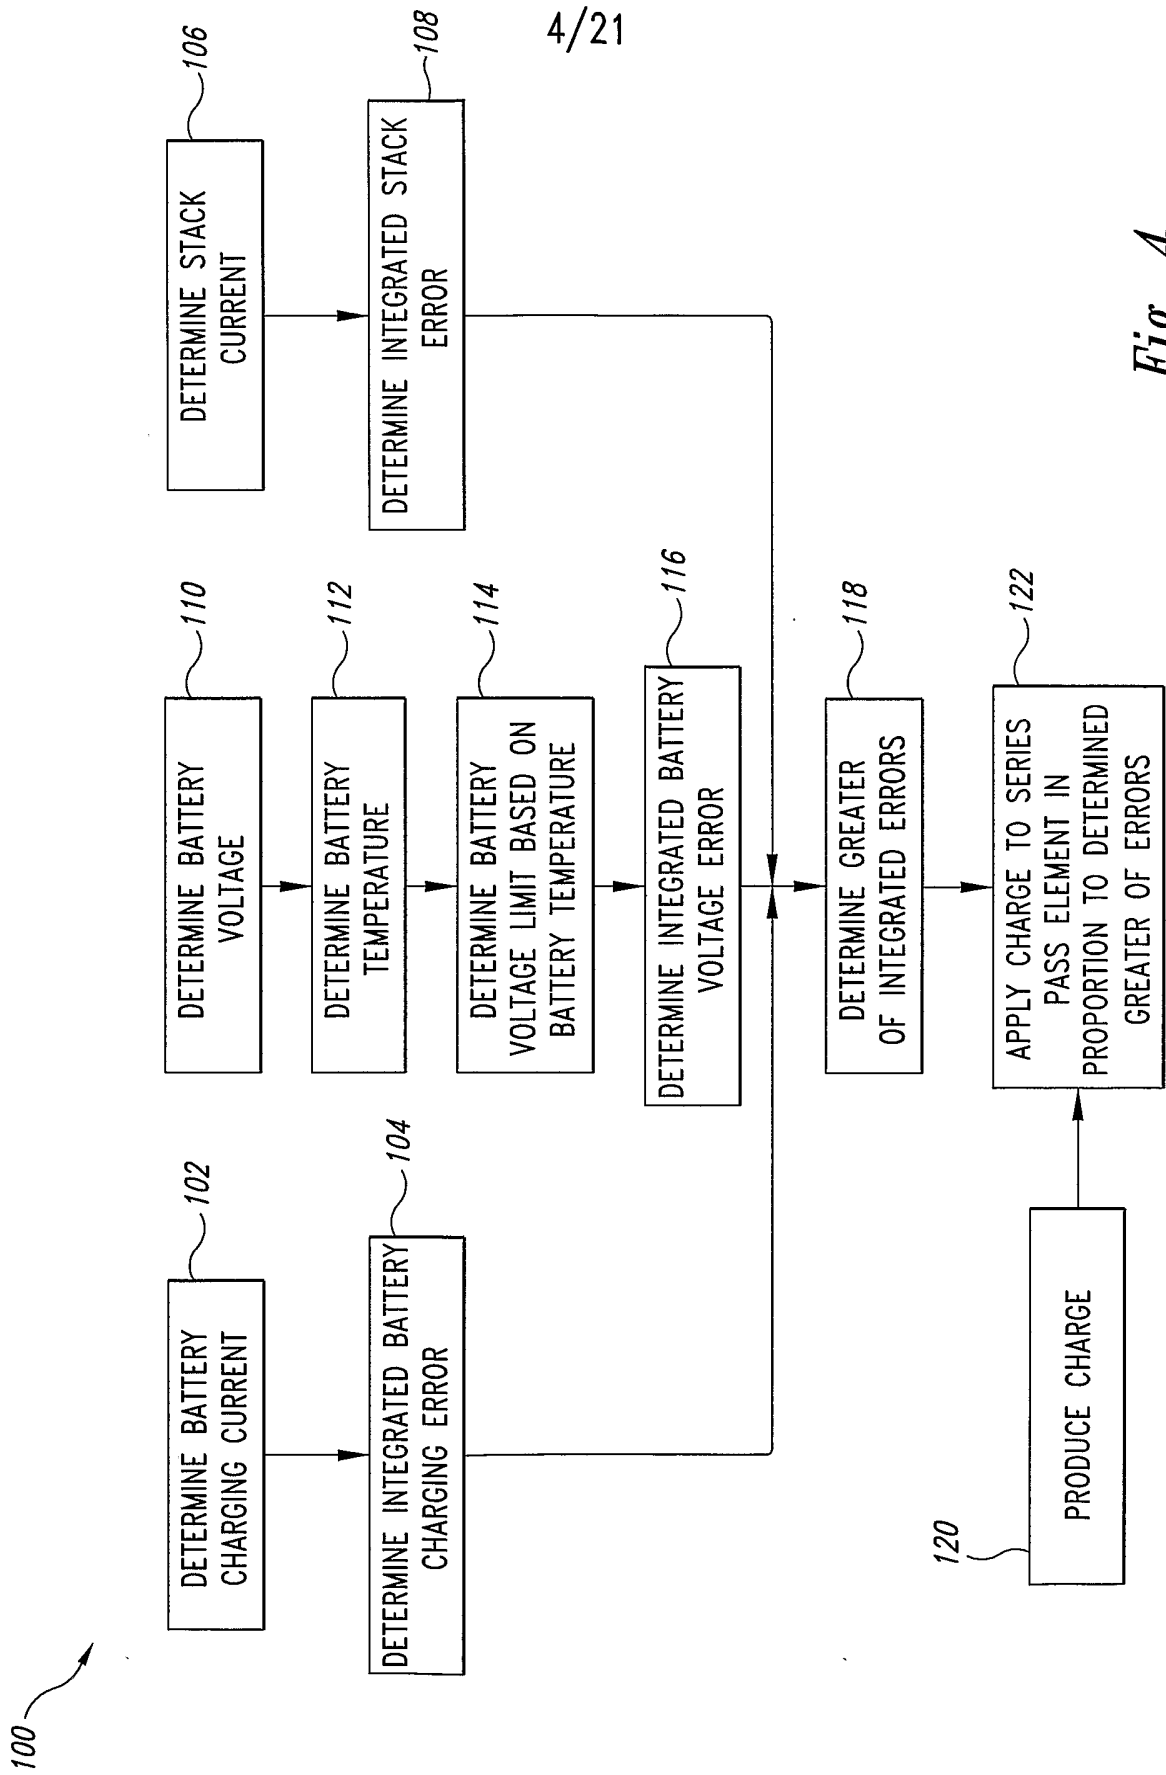 4/21
100
DETERMINE BATTERY
CHARGING CURRENT
102
DETERMINE INTEGRATED BATTERY
CHARGING ERROR
104
DETERMINE BATTERY
VOLTAGE
110
DETERMINE BATTERY
TEMPERATURE
112
DETERMINE BATTERY
VOLTAGE LIMIT BASED ON
BATTERY TEMPERATURE
114
DETERMINE INTEGRATED BATTERY
VOLTAGE ERROR
116
DETERMINE STACK
CURRENT
106
DETERMINE INTEGRATED STACK
ERROR
108
DETERMINE GREATER
OF INTEGRATED ERRORS
118
PRODUCE CHARGE
120
APPLY CHARGE TO SERIES
PASS ELEMENT IN
PROPORTION TO DETERMINED
GREATER OF ERRORS
122
Fig. 4